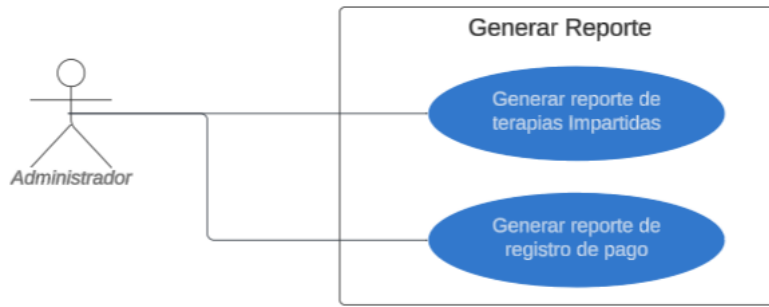 Generar Reporte
Generar reporte de
terapias Impartidas
Administrador
Generar reporte de
registro de pago